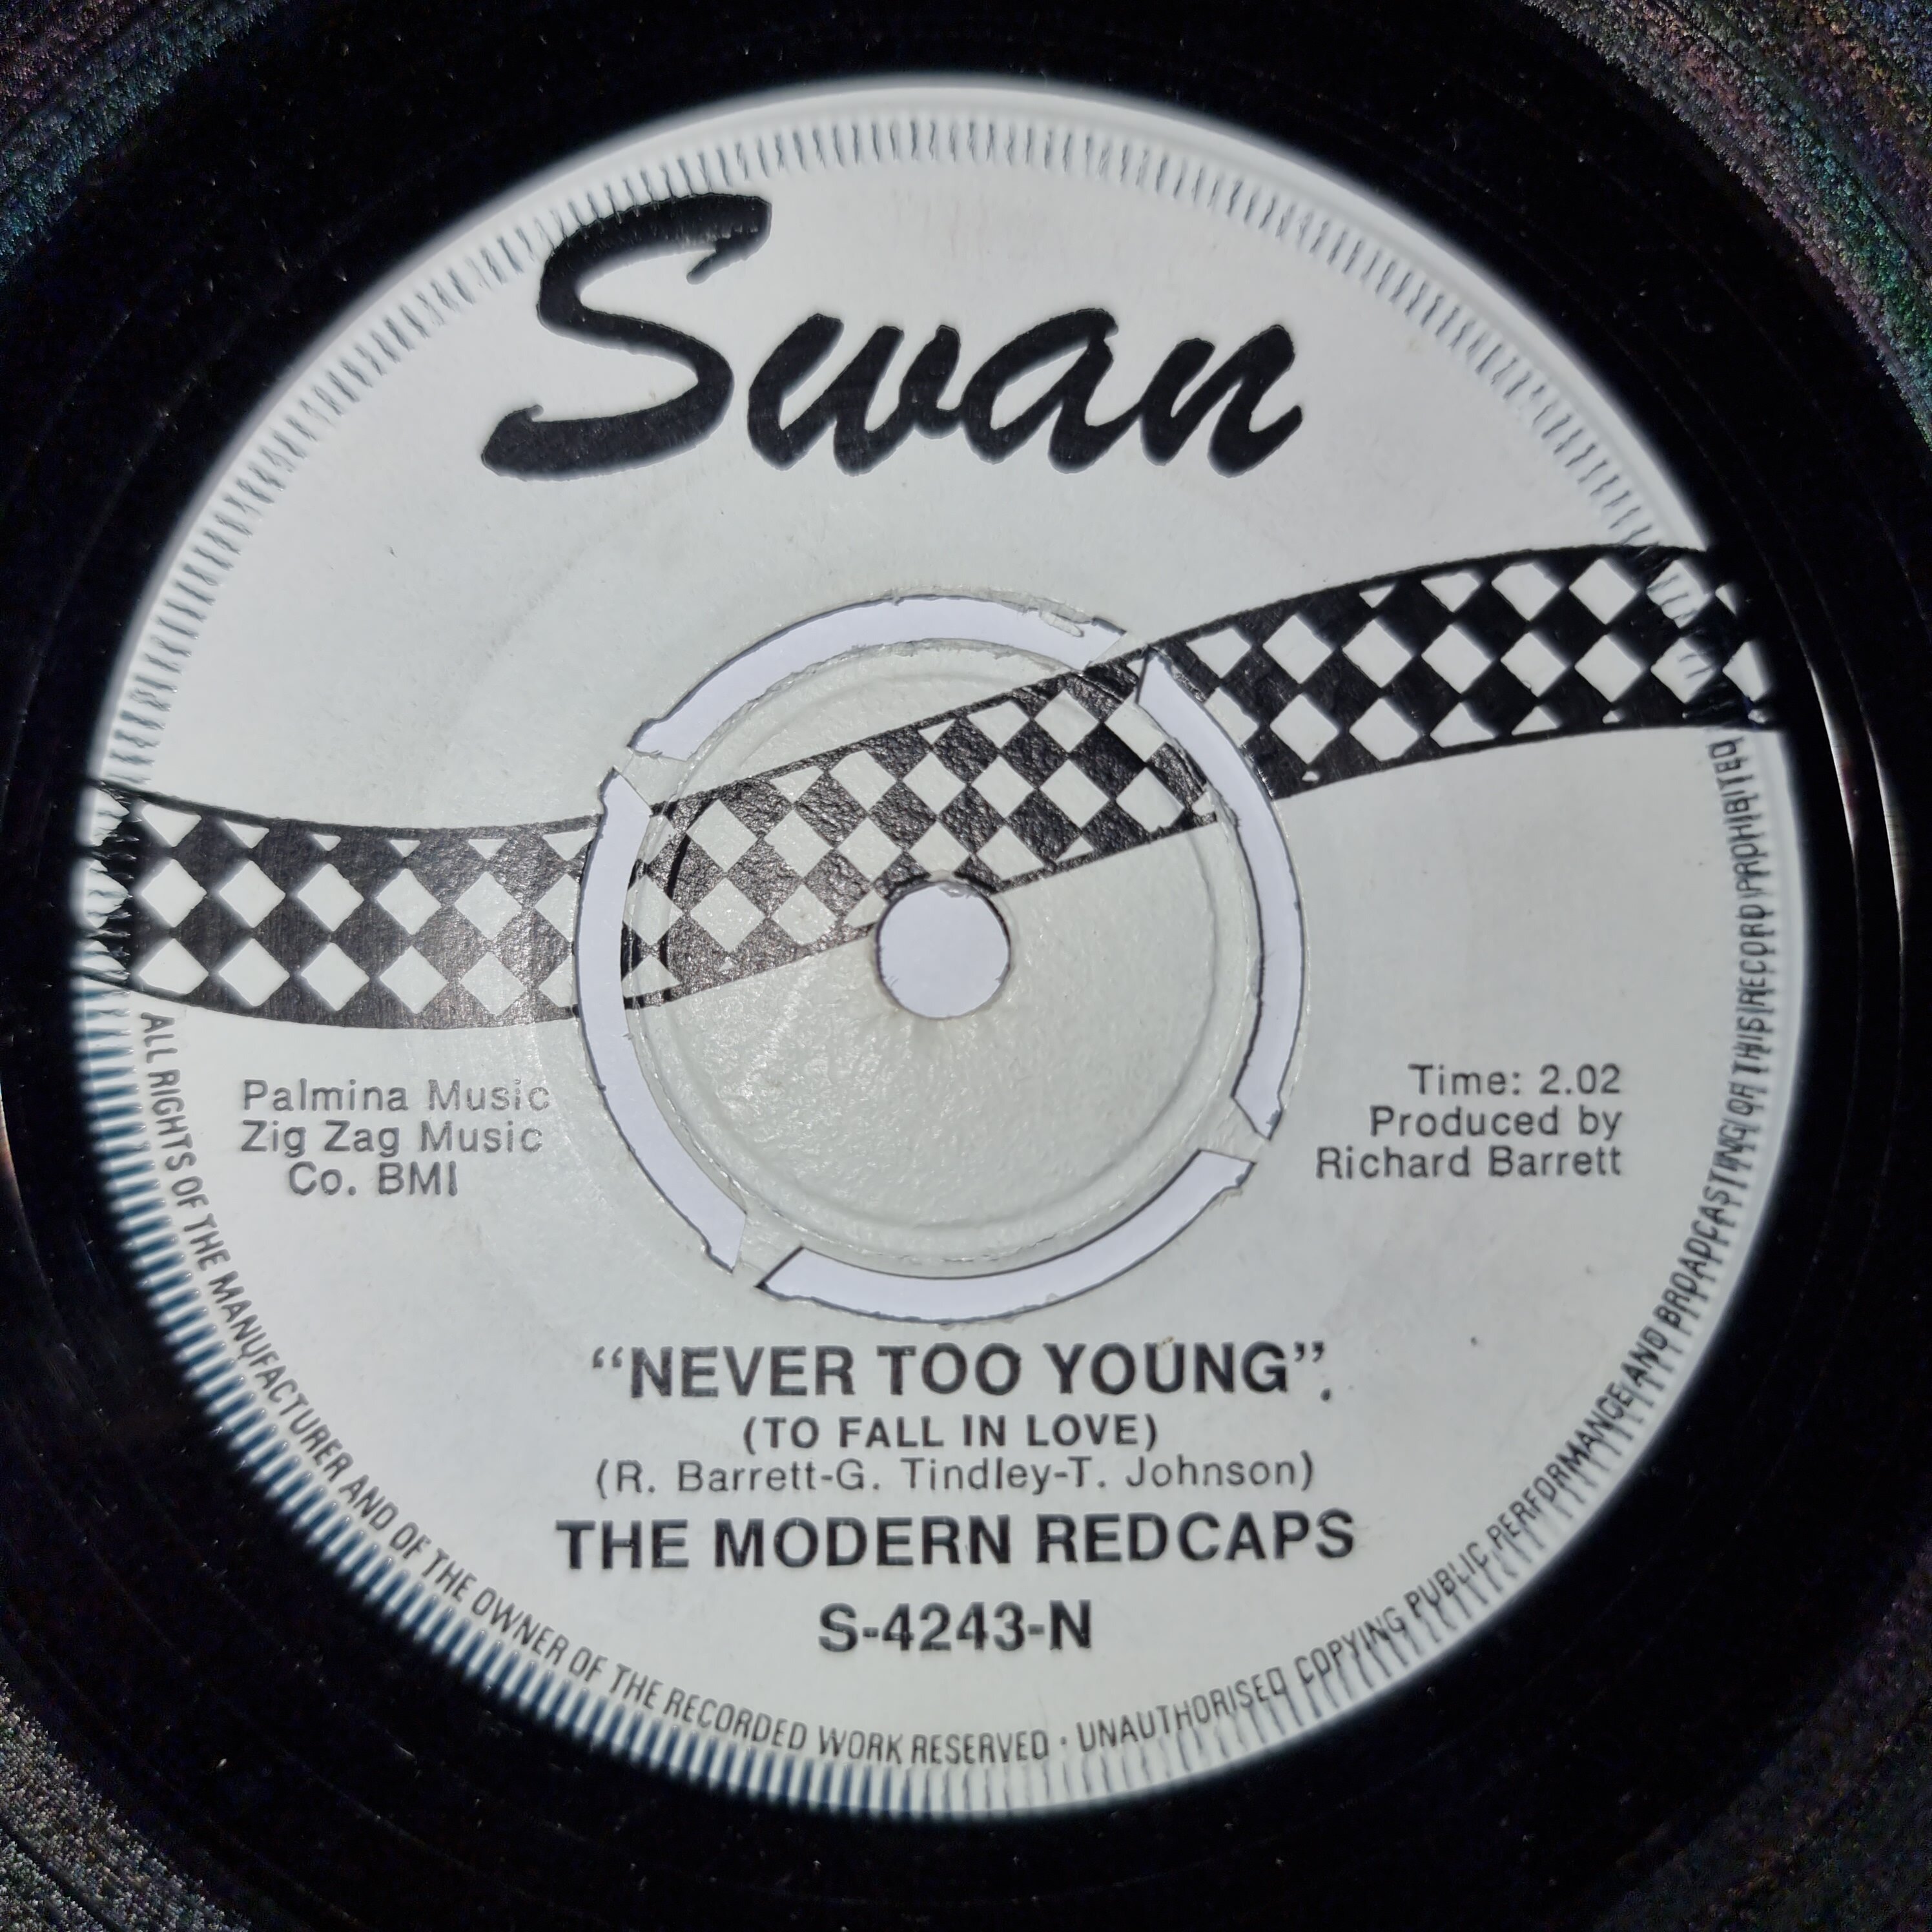 Swan
Palmina Music
Zig Zag Music
Co. BMI
Time: 2.02
Produced by
Richard Barrett
"NEVER TOO YOUNG".
(TO FALL IN LOVE)
(R. Barrett-G. Tindley-T. Johnson)
THE MODERN REDCAPS
S-4243-N
ALL RIGHTS OF THE MANUFACTURER AND OF THE OWNER OF THE RECORDED WORK RESERVED · UNAUTHORISED COPYING PUBLIC PERFORMANCE AND BROADCASTING OR THIS RECORD PROHIBITED